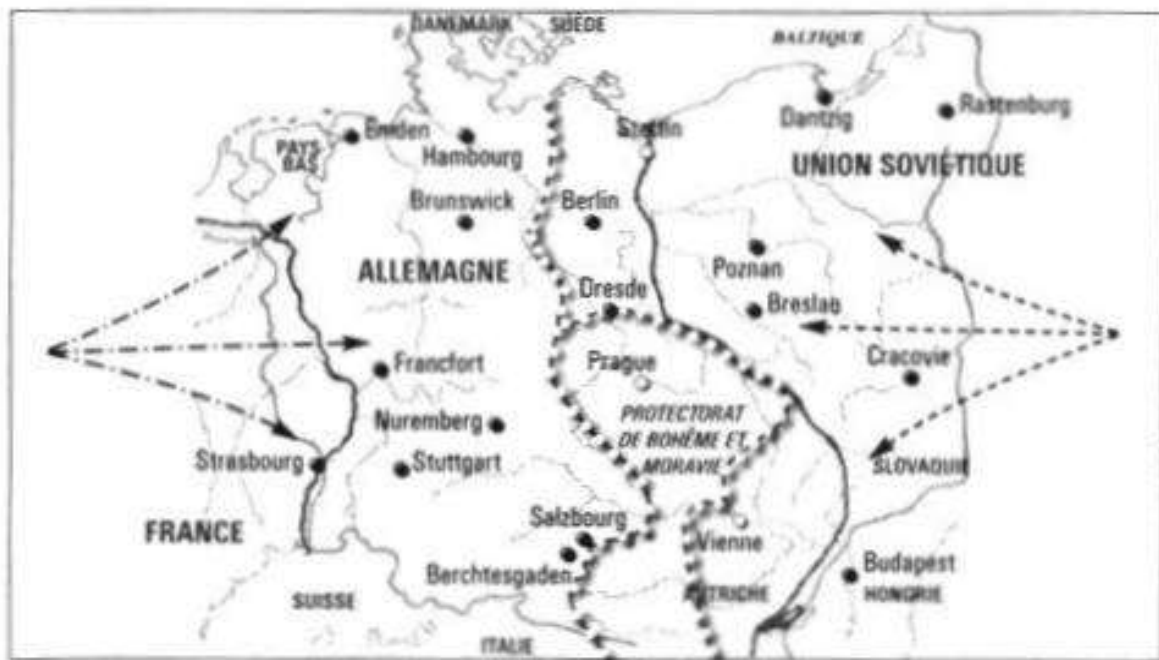 DANEMARK
SUÈDE
BALTIQUE
Dantzig
Rastenburg
Emden
PAYS-
BAS
Hambourg
Stettin
UNION SOVIÉTIQUE
Brunswick
Berlin
ALLEMAGNE
Poznan
Dresde
Breslau
Francfort
Prague
Cracovie
Nuremberg
PROTECTORAT
DE BOHÊME ET
MORAVIE
Strasbourg
Stuttgart
SLOVAQUIE
FRANCE
Salzbourg
Vienne
Berchtesgaden
Budapest
SUISSE
AUTRICHE
HONGRIE
ITALIE